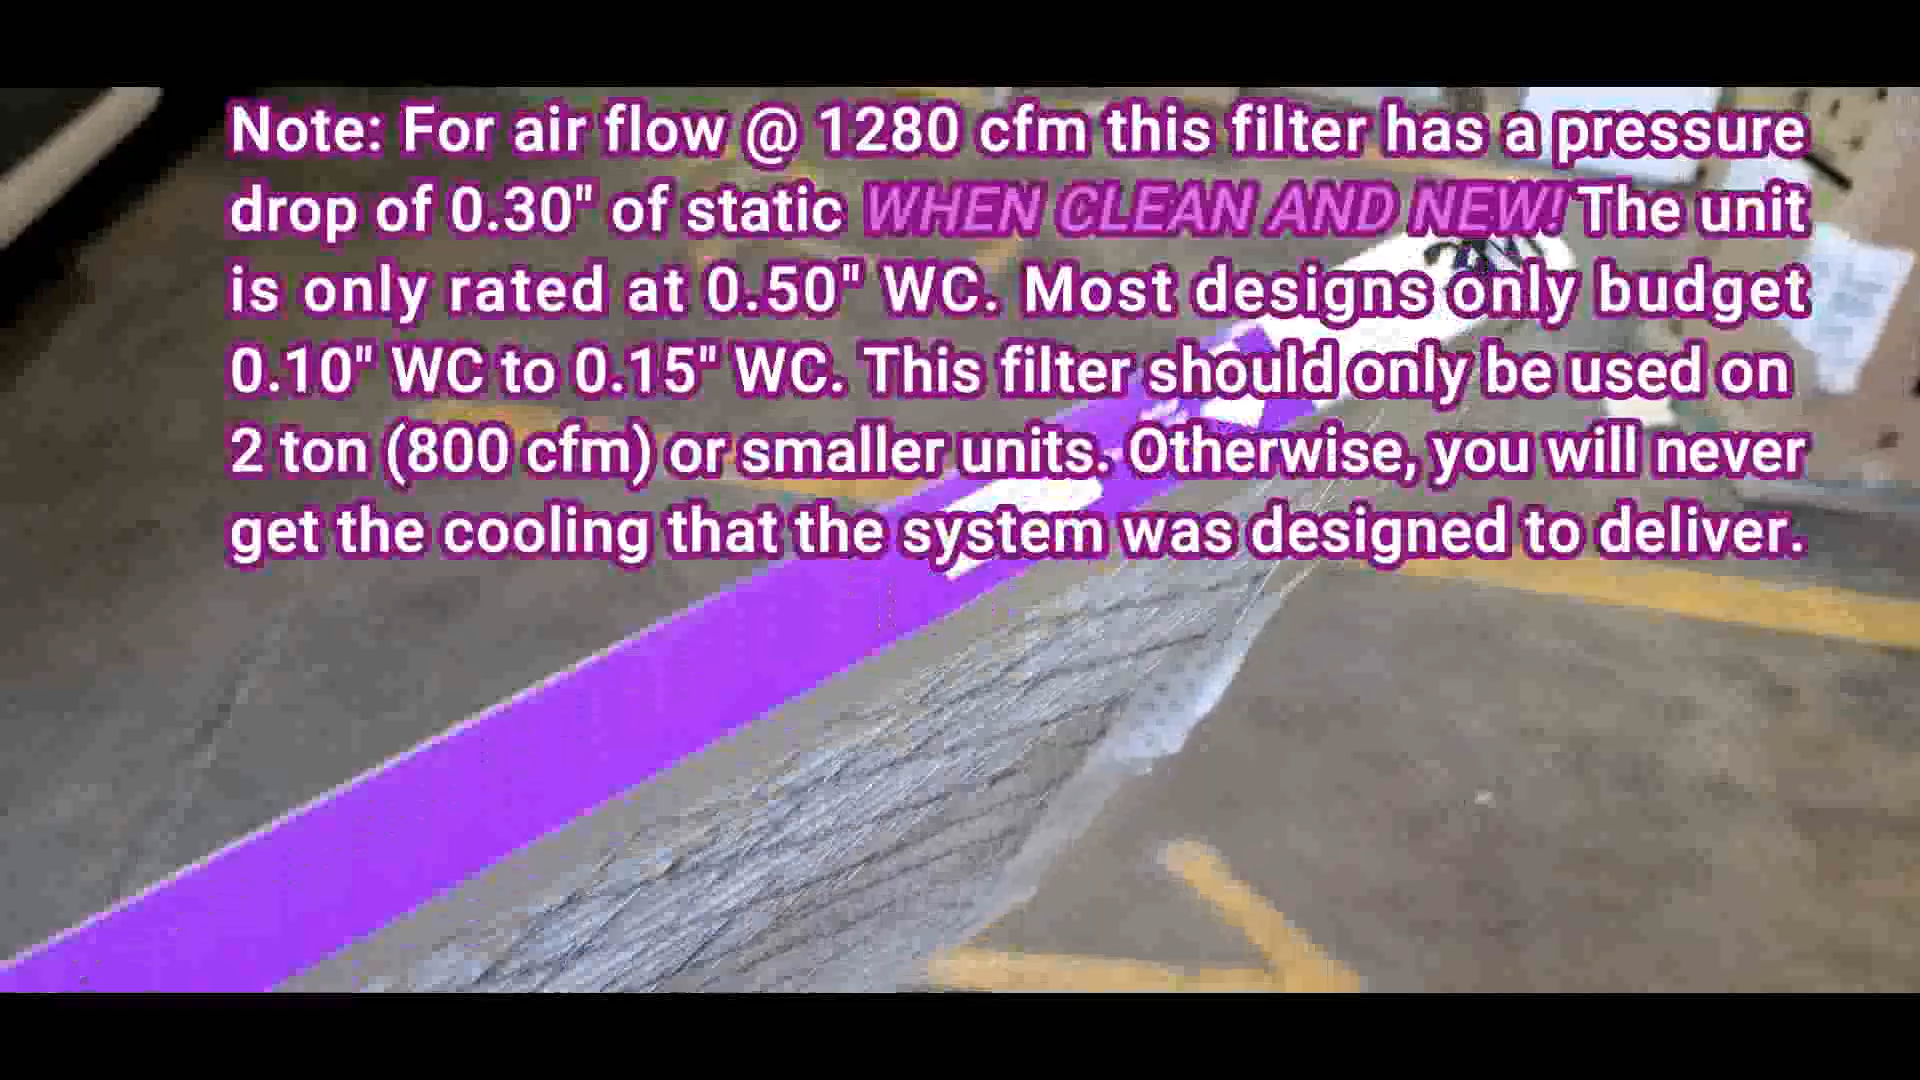 Note: For air flow @ 1280 cfm this filter has a pressure
drop of 0.30" of static WHEN CLEAN AND NEW! The unit
is only rated at 0.50" WC. Most designs only budget
0.10" WC to 0.15" WC. This filter should only be used on
2 ton (800 cfm) or smaller units. Otherwise, you will never
get the cooling that the system was designed to deliver.